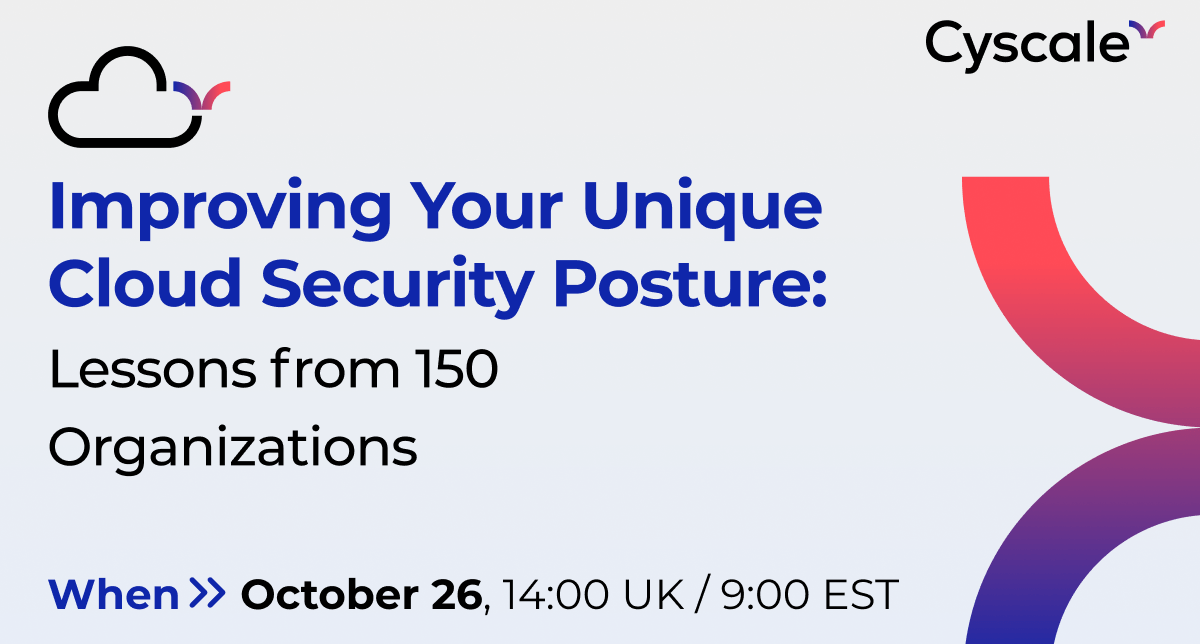 Cyscale
Improving Your Unique
Cloud Security Posture:
Lessons from 150
Organizations
When >> October 26, 14:00 UK / 9:00 EST